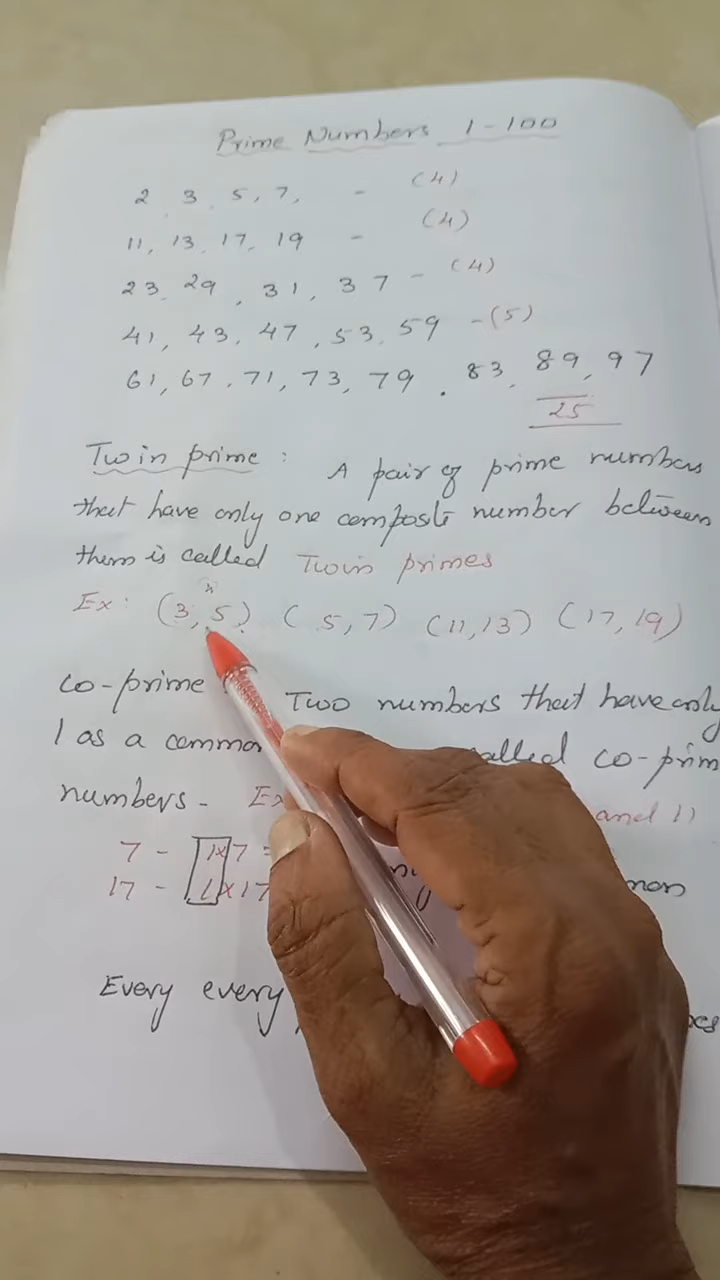 Prime Numbers 1-100
2 3, 5, 7, - (4)
11, 13, 17, 19 - (4)
23, 29, 31, 37 - (4)
41, 43, 47, 53, 59 - (5)
61, 67, 71, 73, 79, 83, 89, 97
25
Twin prime: A pair of prime numbers
that have only one composite number between
them is called Twin primes
Ex: (3, 5) (5, 7) (11, 13) (17, 19)
Co-prime Two numbers that have only
1 as a called co-prim
numbers- and 11
7 - 1x7
17 - 1x17
Every every